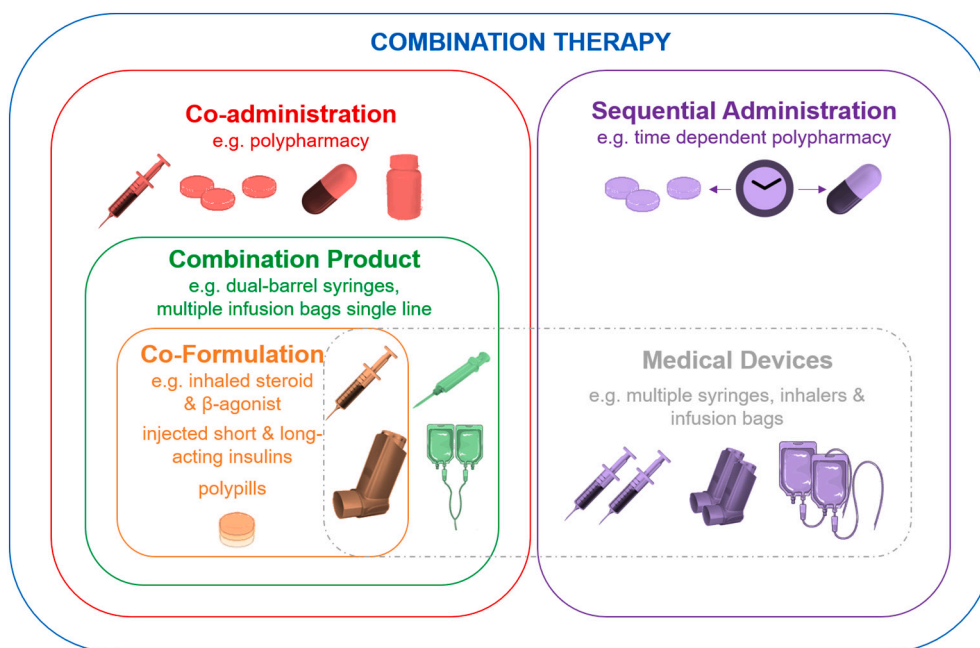 COMBINATION THERAPY
Co-administration
e.g. polypharmacy
Sequential Administration
e.g. time dependent polypharmacy
Combination Product
e.g. dual-barrel syringes,
multiple infusion bags single line
Co-Formulation
e.g. inhaled steroid
& β-agonist
injected short & long-
acting insulins
polypills
Medical Devices
e.g. multiple syringes, inhalers &
infusion bags